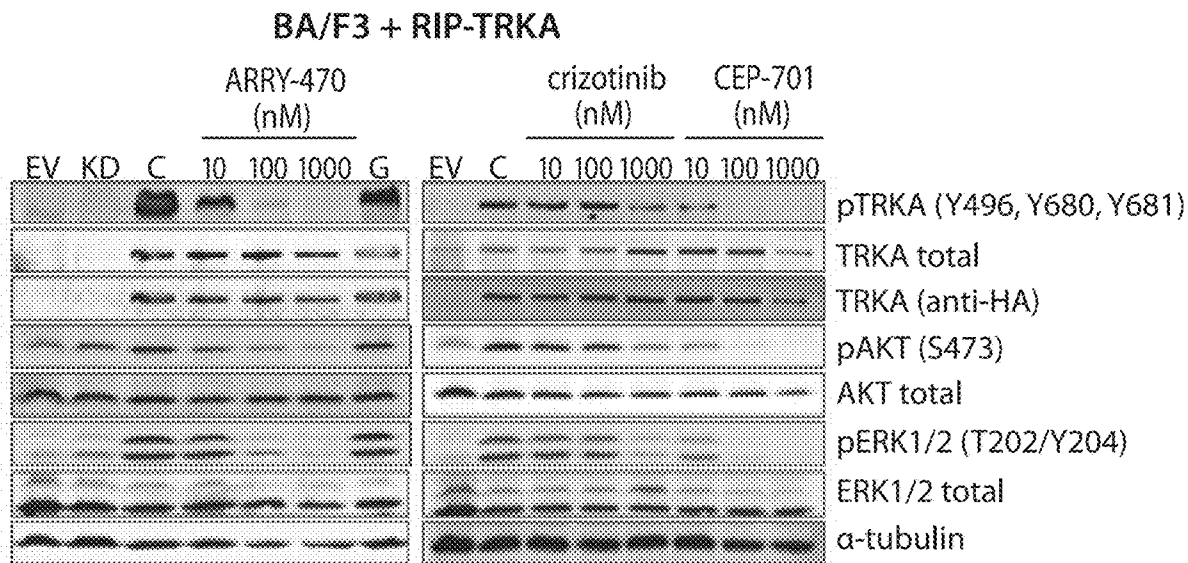 BA/F3 + RIP-TRKA
ARRY-470 (nM)
crizotinib (nM)
CEP-701 (nM)
EV KD C 10 100 1000 G
EV C 10 100 1000 10 100 1000
pTRKA (Y496, Y680, Y681)
TRKA total
TRKA (anti-HA)
pAKT (S473)
AKT total
pERK1/2 (T202/Y204)
ERK1/2 total
α-tubulin